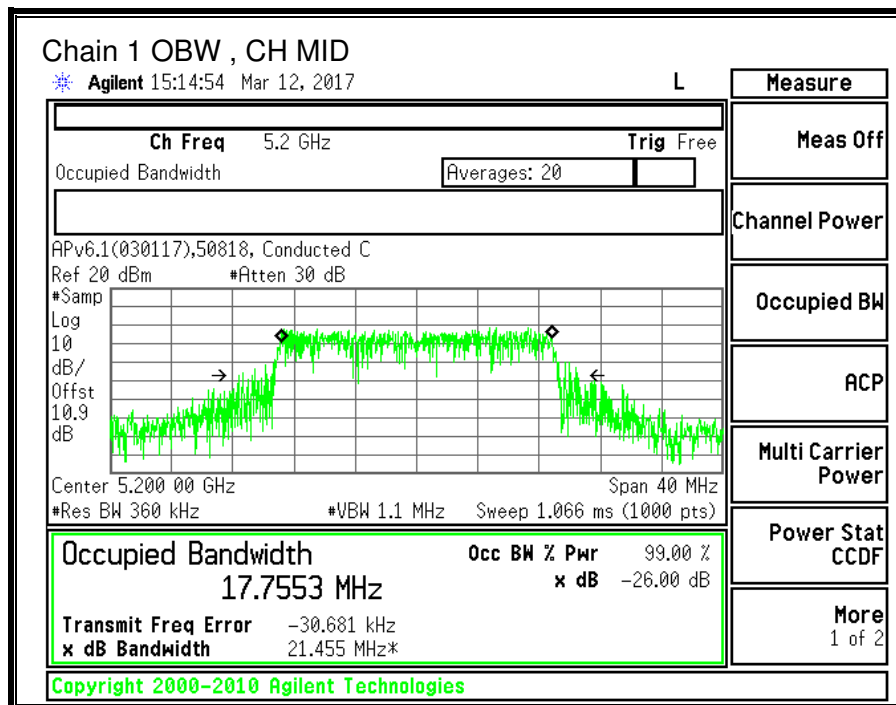 Chain 1 OBW , CH MID
Agilent 15:14:54 Mar 12, 2017 L
Measure
Ch Freq 5.2 GHz Trig Free
Occupied Bandwidth Averages: 20
APv6.1(030117),50818, Conducted C
Ref 20 dBm #Atten 30 dB
#Samp
Log
10
dB/
Offst
10.9
dB
Center 5.200 00 GHz Span 40 MHz
#Res BW 360 kHz #VBW 1.1 MHz Sweep 1.066 ms (1000 pts)
Occupied Bandwidth Occ BW % Pwr 99.00 %
17.7553 MHz x dB -26.00 dB
Transmit Freq Error -30.681 kHz
x dB Bandwidth 21.455 MHz*
Copyright 2000-2010 Agilent Technologies
Meas Off
Channel Power
Occupied BW
ACP
Multi Carrier
Power
Power Stat
CCDF
More
1 of 2